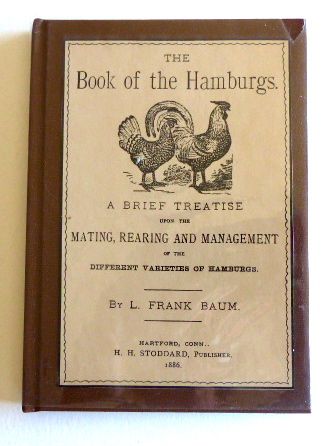 THE
Book of the Hamburgs.
A BRIEF TREATISE
UPON THE
MATING, REARING AND MANAGEMENT
OF THE
DIFFERENT VARIETIES OF HAMBURGS.
BY L. FRANK BAUM.
HARTFORD, CONN.,
H. H. STODDARD, PUBLISHER.
1886.